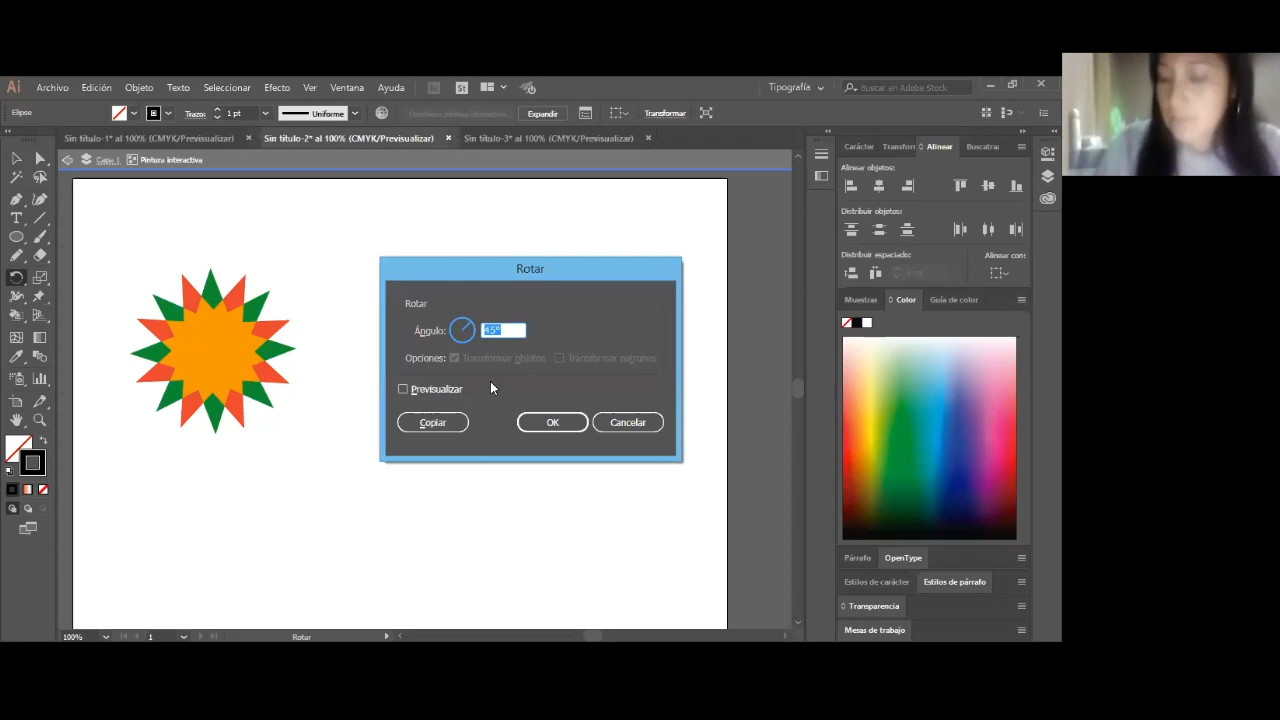 Ai Archivo Edición Objeto Texto Seleccionar Efecto Ver Ventana Ayuda Br St Tipografía Buscar en Adobe Stock
Elipse Trazo: 1 pt Uniforme Expandir Transformar
Sin título-1* al 100% (CMYK/Previsualizar) × Sin título-2* al 100% (CMYK/Previsualizar) × Sin título-3* al 100% (CMYK/Previsualizar) ×
Capa 1 Pintura interactiva
Carácter Transforr Alinear Buscatraz
Alinear objetos:
Distribuir objetos:
Distribuir espaciado: Alinear con:
Rotar
Rotar
Ángulo: 45°
Opciones: Transformar objetos Transformar patrones
Previsualizar
Copiar OK Cancelar
Muestras Color Guía de color
Párrafo OpenType
Estilos de carácter Estilos de párrafo
Transparencia
Mesas de trabajo
100% 1 Rotar